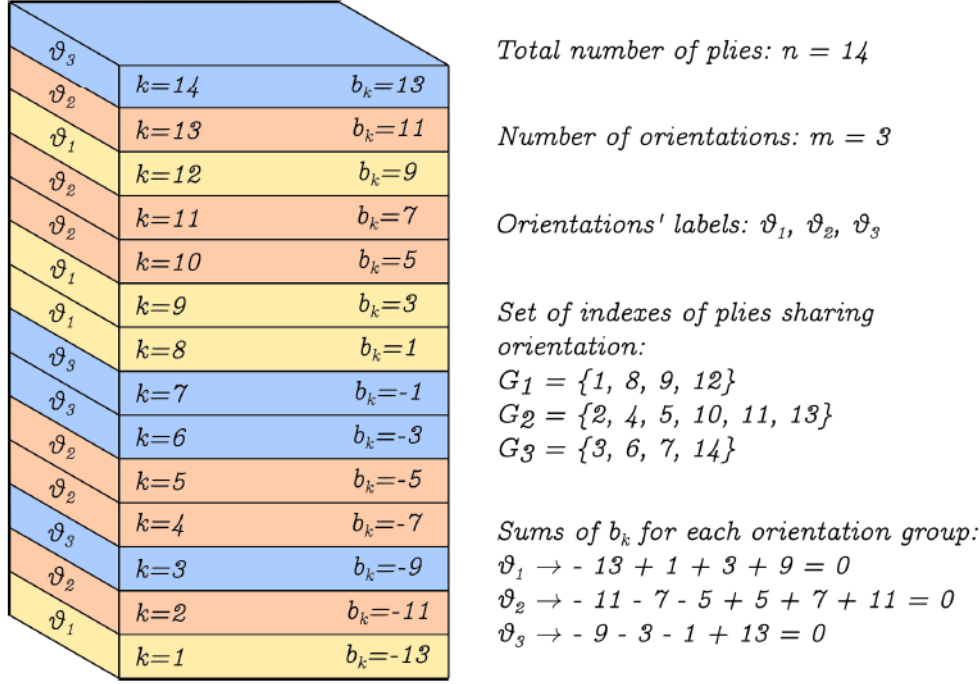 ϑ₃
ϑ₂
ϑ₁
ϑ₂
ϑ₂
ϑ₁
ϑ₁
ϑ₃
ϑ₃
ϑ₂
ϑ₂
ϑ₃
ϑ₂
ϑ₁
k=14 bₖ=13
k=13 bₖ=11
k=12 bₖ=9
k=11 bₖ=7
k=10 bₖ=5
k=9 bₖ=3
k=8 bₖ=1
k=7 bₖ=-1
k=6 bₖ=-3
k=5 bₖ=-5
k=4 bₖ=-7
k=3 bₖ=-9
k=2 bₖ=-11
k=1 bₖ=-13
Total number of plies: n = 14
Number of orientations: m = 3
Orientations' labels: ϑ₁, ϑ₂, ϑ₃
Set of indexes of plies sharing
orientation:
G₁ = {1, 8, 9, 12}
G₂ = {2, 4, 5, 10, 11, 13}
G₃ = {3, 6, 7, 14}
Sums of bₖ for each orientation group:
ϑ₁ → - 13 + 1 + 3 + 9 = 0
ϑ₂ → - 11 - 7 - 5 + 5 + 7 + 11 = 0
ϑ₃ → - 9 - 3 - 1 + 13 = 0